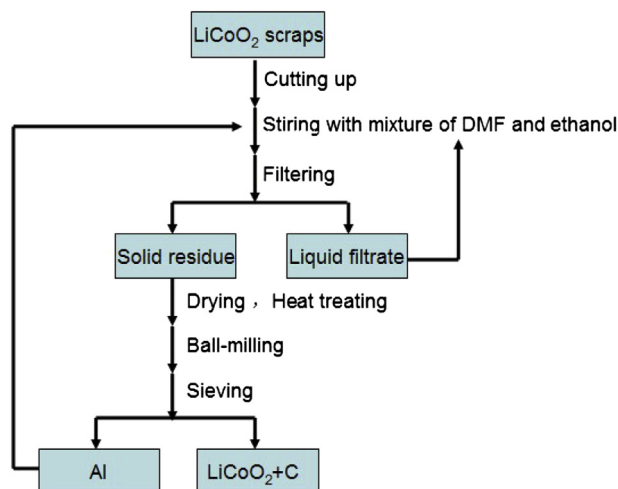 LiCoO₂ scraps
Cutting up
Stiring with mixture of DMF and ethanol
Filtering
Solid residue
Liquid filtrate
Drying ，Heat treating
Ball-milling
Sieving
Al
LiCoO₂+C